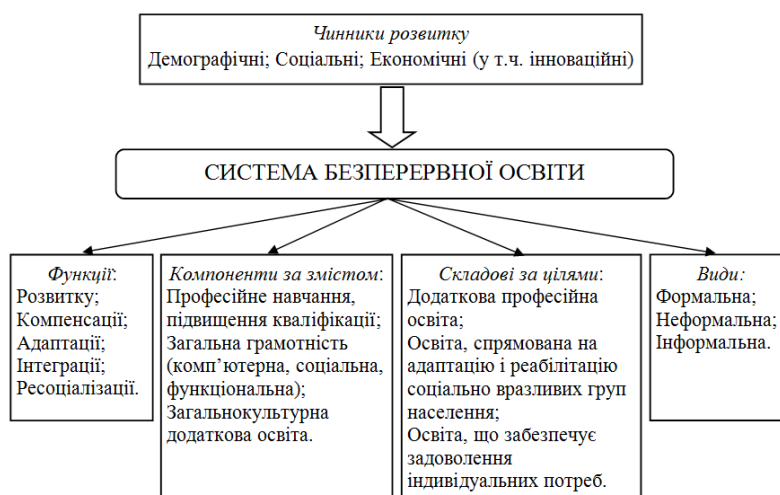 Чинники розвитку
Демографічні; Соціальні; Економічні (у т.ч. інноваційні)
СИСТЕМА БЕЗПЕРЕРВНОЇ ОСВІТИ
Функції:
Розвитку;
Компенсації;
Адаптації;
Інтеграції;
Ресоціалізації.
Компоненти за змістом:
Професійне навчання,
підвищення кваліфікації;
Загальна грамотність
(комп’ютерна, соціальна,
функціональна);
Загальнокультурна
додаткова освіта.
Складові за цілями:
Додаткова професійна
освіта;
Освіта, спрямована на
адаптацію і реабілітацію
соціально вразливих груп
населення;
Освіта, що забезпечує
задоволення
індивідуальних потреб.
Види:
Формальна;
Неформальна;
Інформальна.